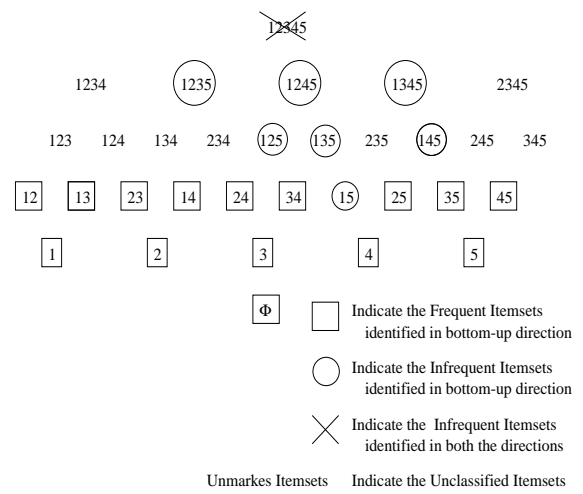 12345
1234 1235 1245 1345 2345
123 124 134 234 125 135 235 145 245 345
12 13 23 14 24 34 15 25 35 45
1 2 3 4 5
Φ
Indicate the Frequent Itemsets
identified in bottom-up direction
Indicate the Infrequent Itemsets
identified in bottom-up direction
Indicate the Infrequent Itemsets
identified in both the directions
Unmarkes Itemsets Indicate the Unclassified Itemsets